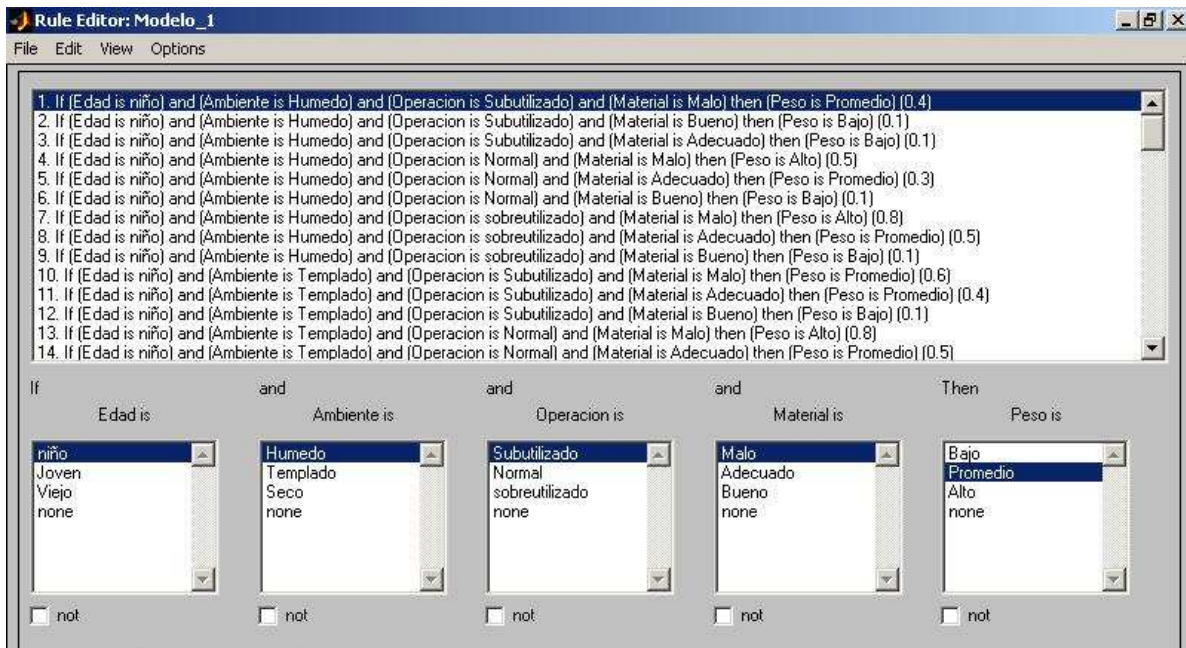 Rule Editor: Modelo_1
File Edit View Options
1. If (Edad is niño) and (Ambiente is Humedo) and (Operacion is Subutilizado) and (Material is Malo) then (Peso is Promedio) (0.4)
2. If (Edad is niño) and (Ambiente is Humedo) and (Operacion is Subutilizado) and (Material is Bueno) then (Peso is Bajo) (0.1)
3. If (Edad is niño) and (Ambiente is Humedo) and (Operacion is Subutilizado) and (Material is Adecuado) then (Peso is Bajo) (0.1)
4. If (Edad is niño) and (Ambiente is Humedo) and (Operacion is Normal) and (Material is Malo) then (Peso is Alto) (0.5)
5. If (Edad is niño) and (Ambiente is Humedo) and (Operacion is Normal) and (Material is Adecuado) then (Peso is Promedio) (0.3)
6. If (Edad is niño) and (Ambiente is Humedo) and (Operacion is Normal) and (Material is Bueno) then (Peso is Bajo) (0.1)
7. If (Edad is niño) and (Ambiente is Humedo) and (Operacion is sobreutilizado) and (Material is Malo) then (Peso is Alto) (0.8)
8. If (Edad is niño) and (Ambiente is Humedo) and (Operacion is sobreutilizado) and (Material is Adecuado) then (Peso is Promedio) (0.5)
9. If (Edad is niño) and (Ambiente is Humedo) and (Operacion is sobreutilizado) and (Material is Bueno) then (Peso is Bajo) (0.1)
10. If (Edad is niño) and (Ambiente is Templado) and (Operacion is Subutilizado) and (Material is Malo) then (Peso is Promedio) (0.6)
11. If (Edad is niño) and (Ambiente is Templado) and (Operacion is Subutilizado) and (Material is Adecuado) then (Peso is Promedio) (0.4)
12. If (Edad is niño) and (Ambiente is Templado) and (Operacion is Subutilizado) and (Material is Bueno) then (Peso is Bajo) (0.1)
13. If (Edad is niño) and (Ambiente is Templado) and (Operacion is Normal) and (Material is Malo) then (Peso is Alto) (0.8)
14. If (Edad is niño) and (Ambiente is Templado) and (Operacion is Normal) and (Material is Adecuado) then (Peso is Promedio) (0.5)
If and and and Then
Edad is Ambiente is Operacion is Material is Peso is
niño Humedo Subutilizado Malo Bajo
Joven Templado Normal Adecuado Promedio
Viejo Seco sobreutilizado Bueno Alto
none none none none none
not not not not not